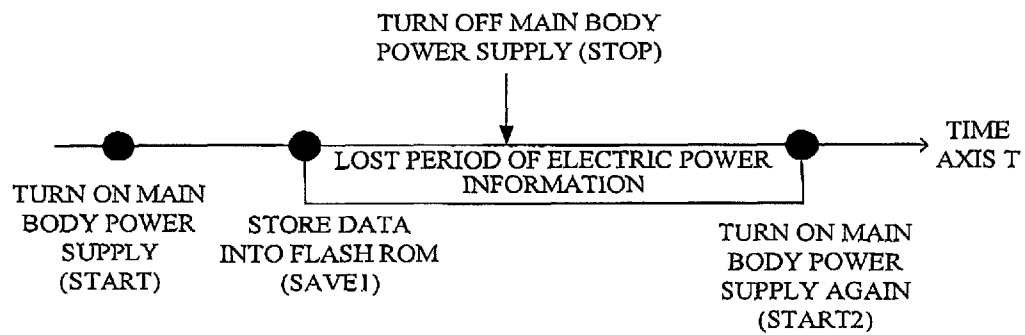 TURN OFF MAIN BODY
POWER SUPPLY (STOP)
TIME
AXIS T
LOST PERIOD OF ELECTRIC POWER
INFORMATION
TURN ON MAIN
BODY POWER
SUPPLY
(START)
STORE DATA
INTO FLASH ROM
(SAVE1)
TURN ON MAIN
BODY POWER
SUPPLY AGAIN
(START2)